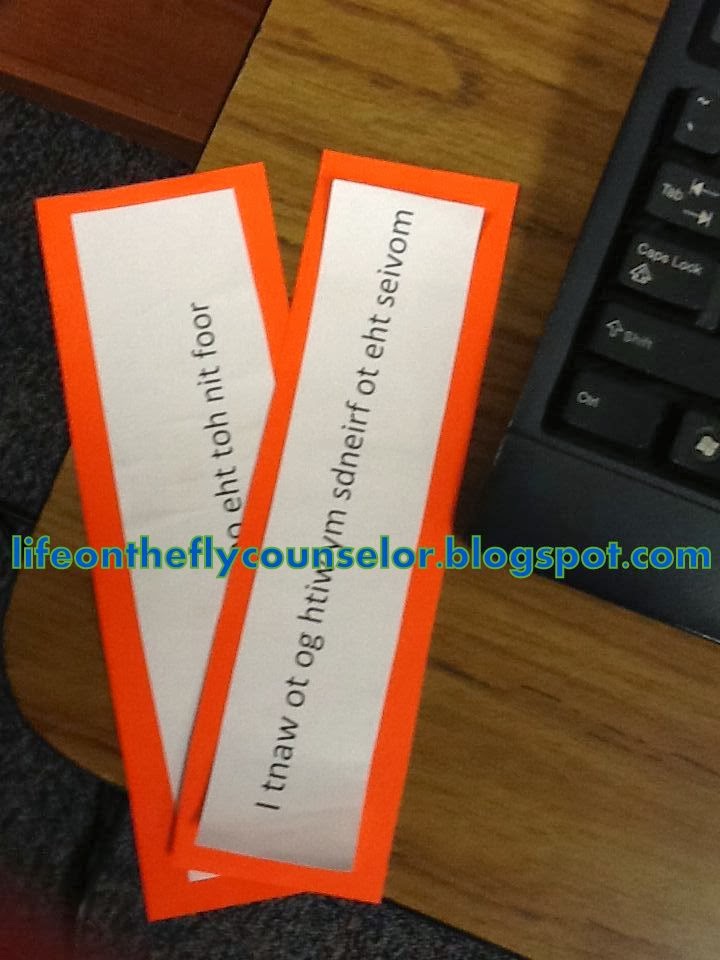 eht toh nit foor
I tnaw ot og htiw ym sdneirf ot eht seivom
lifeontheflycounselor.blogspot.com
~
Tab
Caps Lock
Shift
Ctrl